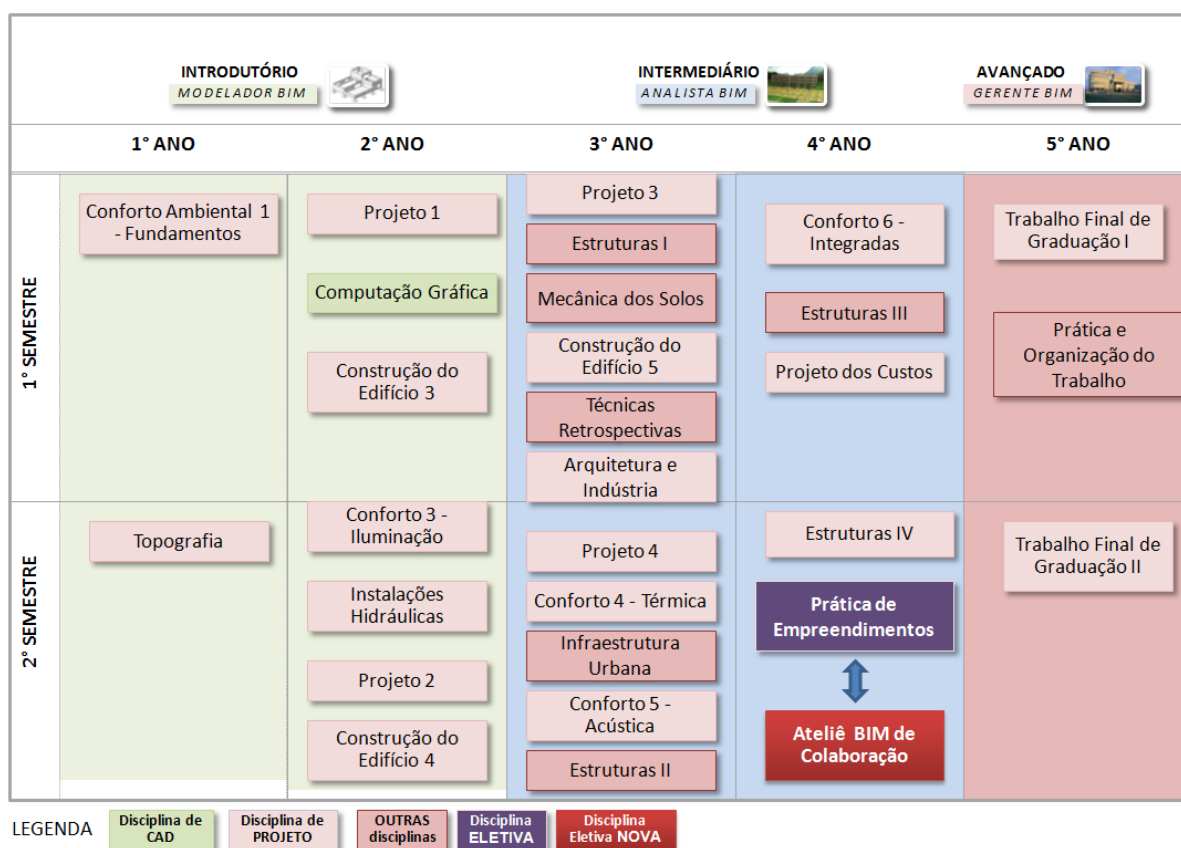 INTRODUTÓRIO
MODELADOR BIM
INTERMEDIÁRIO
ANALISTA BIM
AVANÇADO
GERENTE BIM
1° ANO
2° ANO
3° ANO
4° ANO
5° ANO
1° SEMESTRE
Conforto Ambiental 1
- Fundamentos
Projeto 1
Computação Gráfica
Construção do
Edifício 3
Projeto 3
Estruturas I
Mecânica dos Solos
Construção do
Edifício 5
Técnicas
Retrospectivas
Arquitetura e
Indústria
Conforto 6 -
Integradas
Estruturas III
Projeto dos Custos
Trabalho Final de
Graduação I
Prática e
Organização do
Trabalho
2° SEMESTRE
Topografia
Conforto 3 -
Iluminação
Instalações
Hidráulicas
Projeto 2
Construção do
Edifício 4
Projeto 4
Conforto 4 - Térmica
Infraestrutura
Urbana
Conforto 5 -
Acústica
Estruturas II
Estruturas IV
Prática de
Empreendimentos
Ateliê BIM de
Colaboração
Trabalho Final de
Graduação II
LEGENDA
Disciplina de
CAD
Disciplina de
PROJETO
OUTRAS
disciplinas
Disciplina
ELETIVA
Disciplina
Eletiva NOVA